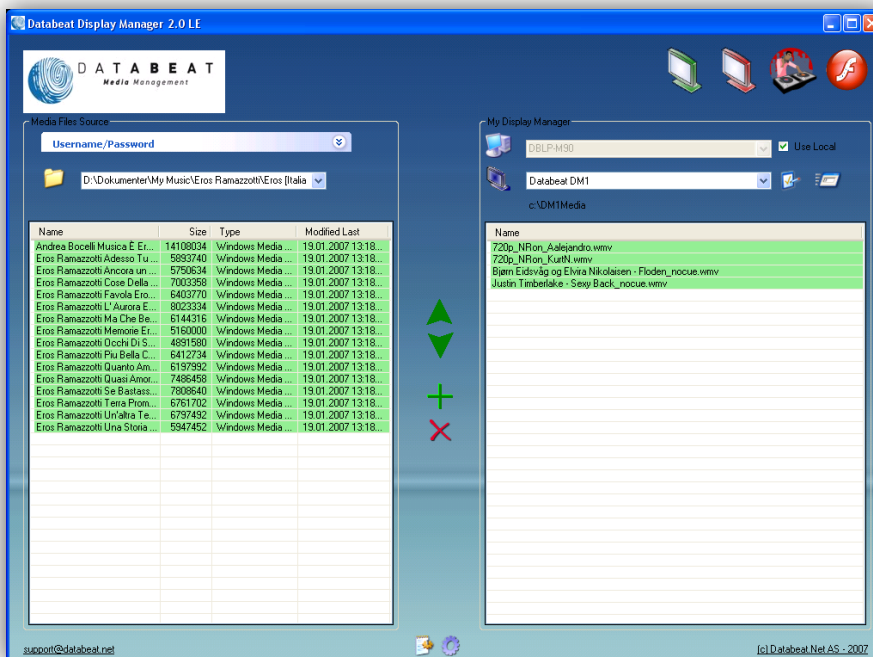 Databeat Display Manager 2.0 LE
DATABEAT
Media Management
Media Files Source
Username/Password
D:\Dokumenter\My Music\Eros Ramazzotti\Eros [Italia
Name Size Type Modified Last
Andrea Bocelli Musica È Er... 14108034 Windows Media ... 19.01.2007 13:18...
Eros Ramazzotti Adesso Tu ... 5893740 Windows Media ... 19.01.2007 13:18...
Eros Ramazzotti Ancora un ... 5750634 Windows Media ... 19.01.2007 13:18...
Eros Ramazzotti Cose Della ... 7003358 Windows Media ... 19.01.2007 13:18...
Eros Ramazzotti Favola Ero... 6403770 Windows Media ... 19.01.2007 13:18...
Eros Ramazzotti L' Aurora E... 8023334 Windows Media ... 19.01.2007 13:18...
Eros Ramazzotti Ma Che Be... 6144316 Windows Media ... 19.01.2007 13:18...
Eros Ramazzotti Memorie Er... 5160000 Windows Media ... 19.01.2007 13:18...
Eros Ramazzotti Occhi Di S... 4891580 Windows Media ... 19.01.2007 13:18...
Eros Ramazzotti Piu Bella C... 6412734 Windows Media ... 19.01.2007 13:18...
Eros Ramazzotti Quanto Am... 6197992 Windows Media ... 19.01.2007 13:18...
Eros Ramazzotti Quasi Amor... 7486458 Windows Media ... 19.01.2007 13:18...
Eros Ramazzotti Se Bastass... 7808640 Windows Media ... 19.01.2007 13:18...
Eros Ramazzotti Terra Prom... 6761702 Windows Media ... 19.01.2007 13:18...
Eros Ramazzotti Un'altra Te... 6797492 Windows Media ... 19.01.2007 13:18...
Eros Ramazzotti Una Storia ... 5947452 Windows Media ... 19.01.2007 13:18...
My Display Manager
DBLP-M90
Use Local
Databeat DM1
c:\DM1Media
Name
720p_NRon_Aalejandro.wmv
720p_NRon_KurtN.wmv
Bjørn Eidsvåg og Elvira Nikolaisen - Floden_nocue.wmv
Justin Timberlake - Sexy Back_nocue.wmv
support@databeat.net
(c) Databeat.Net AS - 2007